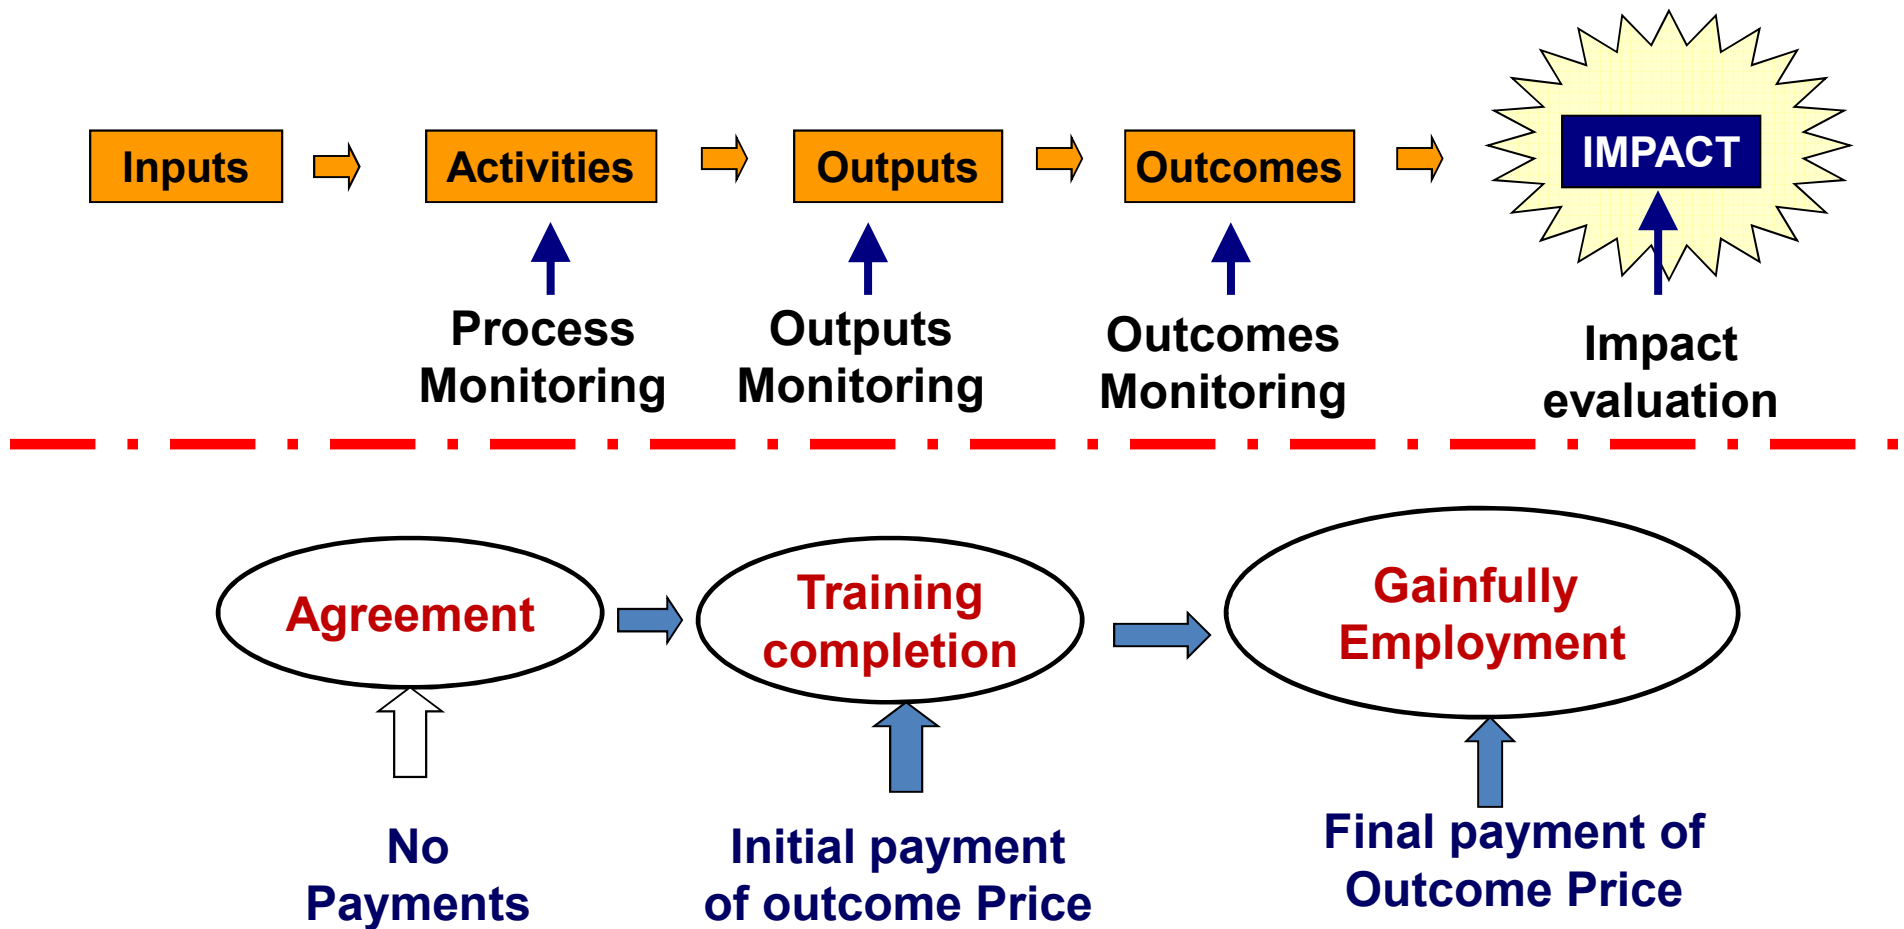 Inputs
Activities
Outputs
Outcomes
IMPACT
Process
Monitoring
Outputs
Monitoring
Outcomes
Monitoring
Impact
evaluation
Agreement
Training
completion
Gainfully
Employment
No
Payments
Initial payment
of outcome Price
Final payment of
Outcome Price